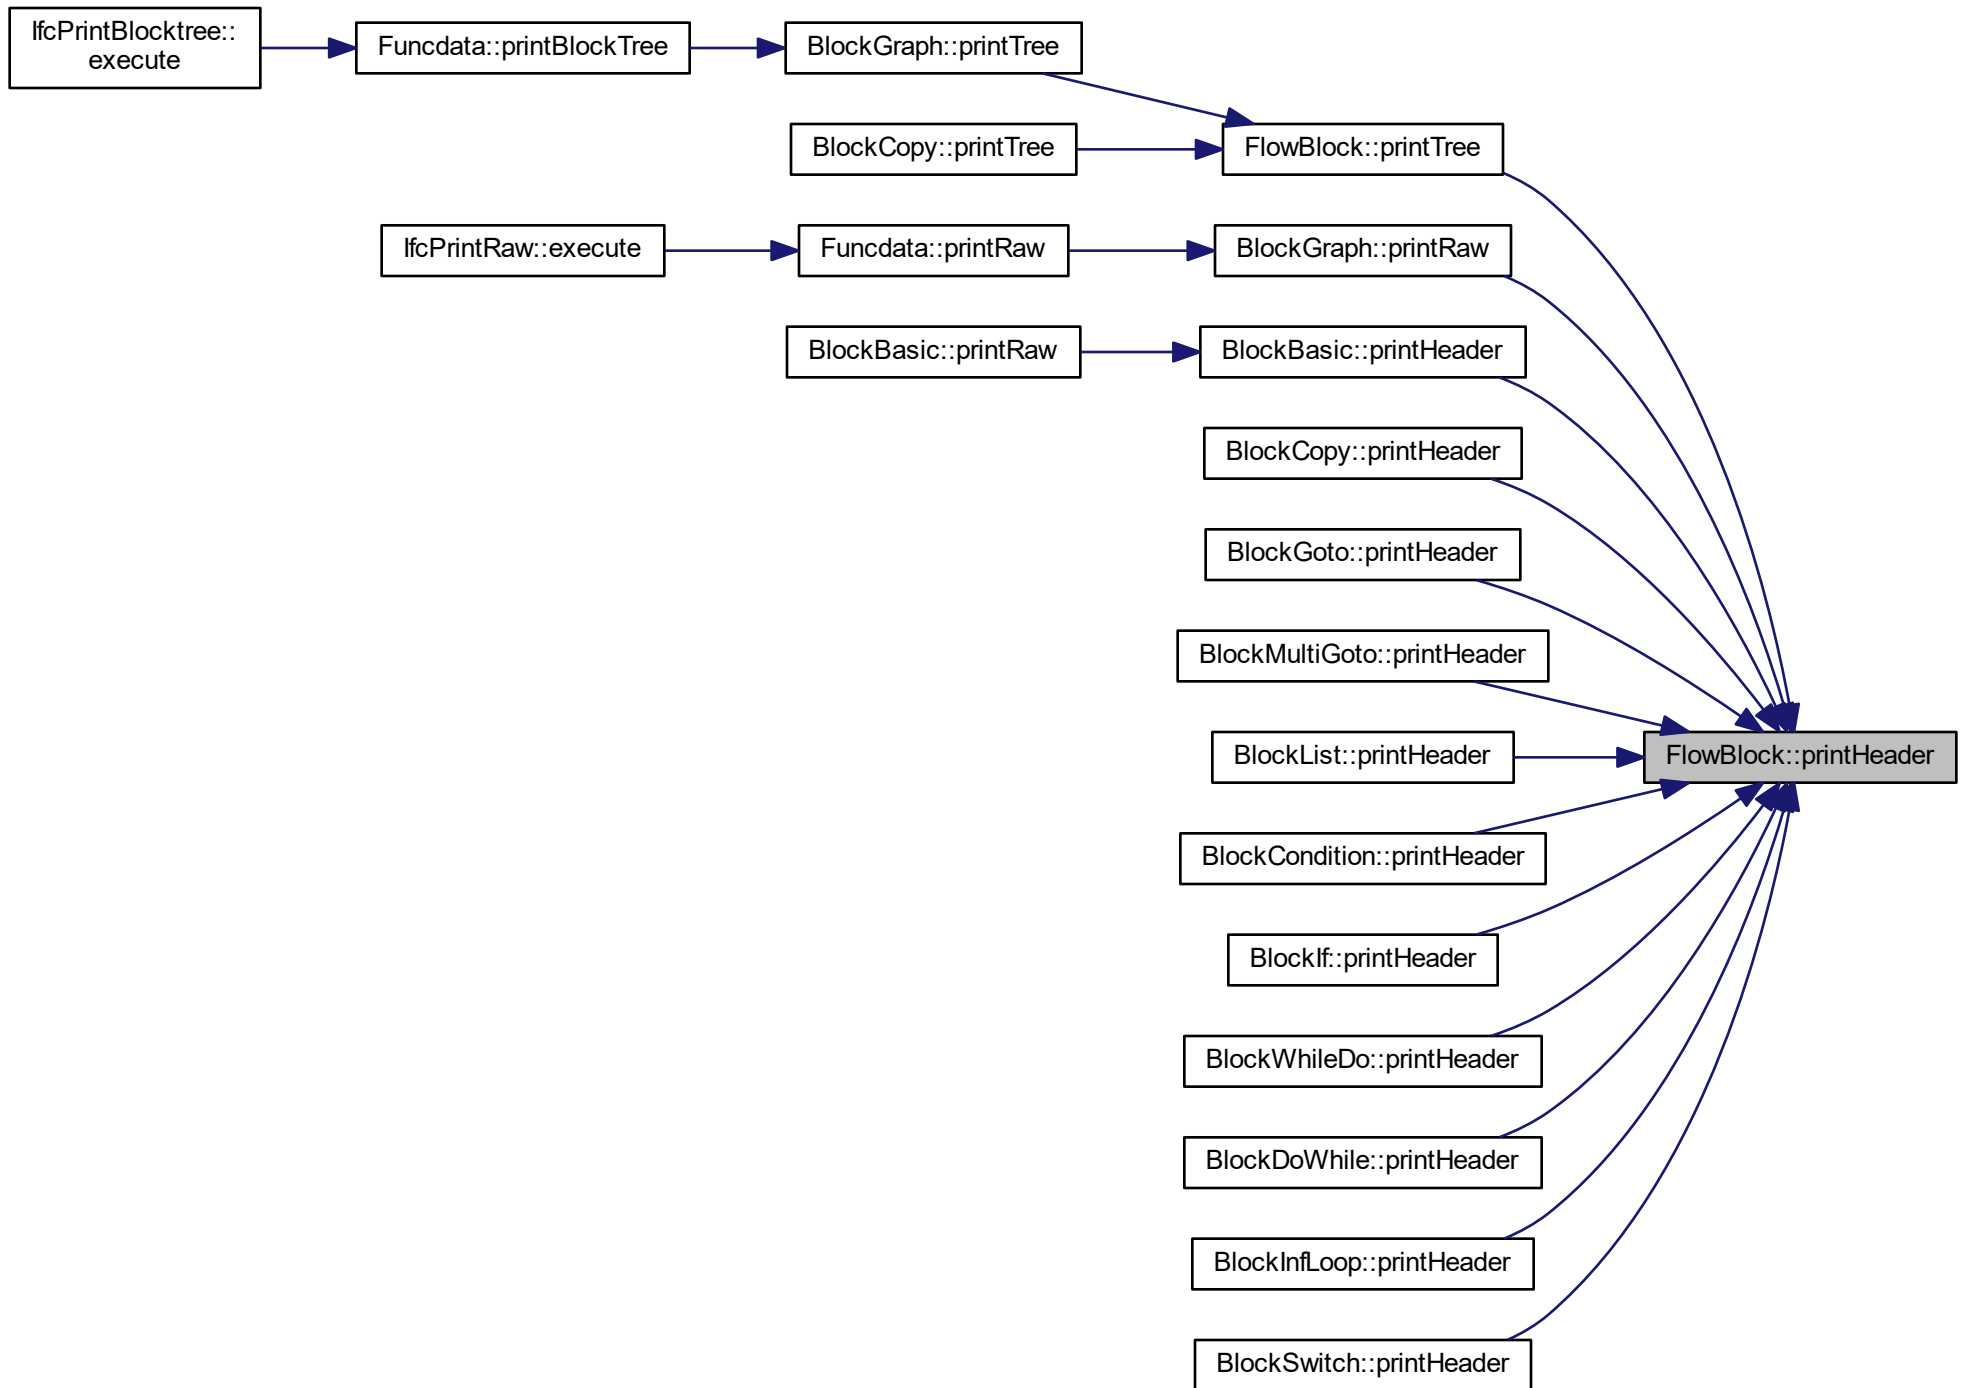 IfcPrintBlocktree::
execute
Funcdata::printBlockTree
BlockGraph::printTree
BlockCopy::printTree
FlowBlock::printTree
IfcPrintRaw::execute
Funcdata::printRaw
BlockGraph::printRaw
BlockBasic::printRaw
BlockBasic::printHeader
BlockCopy::printHeader
BlockGoto::printHeader
BlockMultiGoto::printHeader
BlockList::printHeader
FlowBlock::printHeader
BlockCondition::printHeader
BlockIf::printHeader
BlockWhileDo::printHeader
BlockDoWhile::printHeader
BlockInfLoop::printHeader
BlockSwitch::printHeader